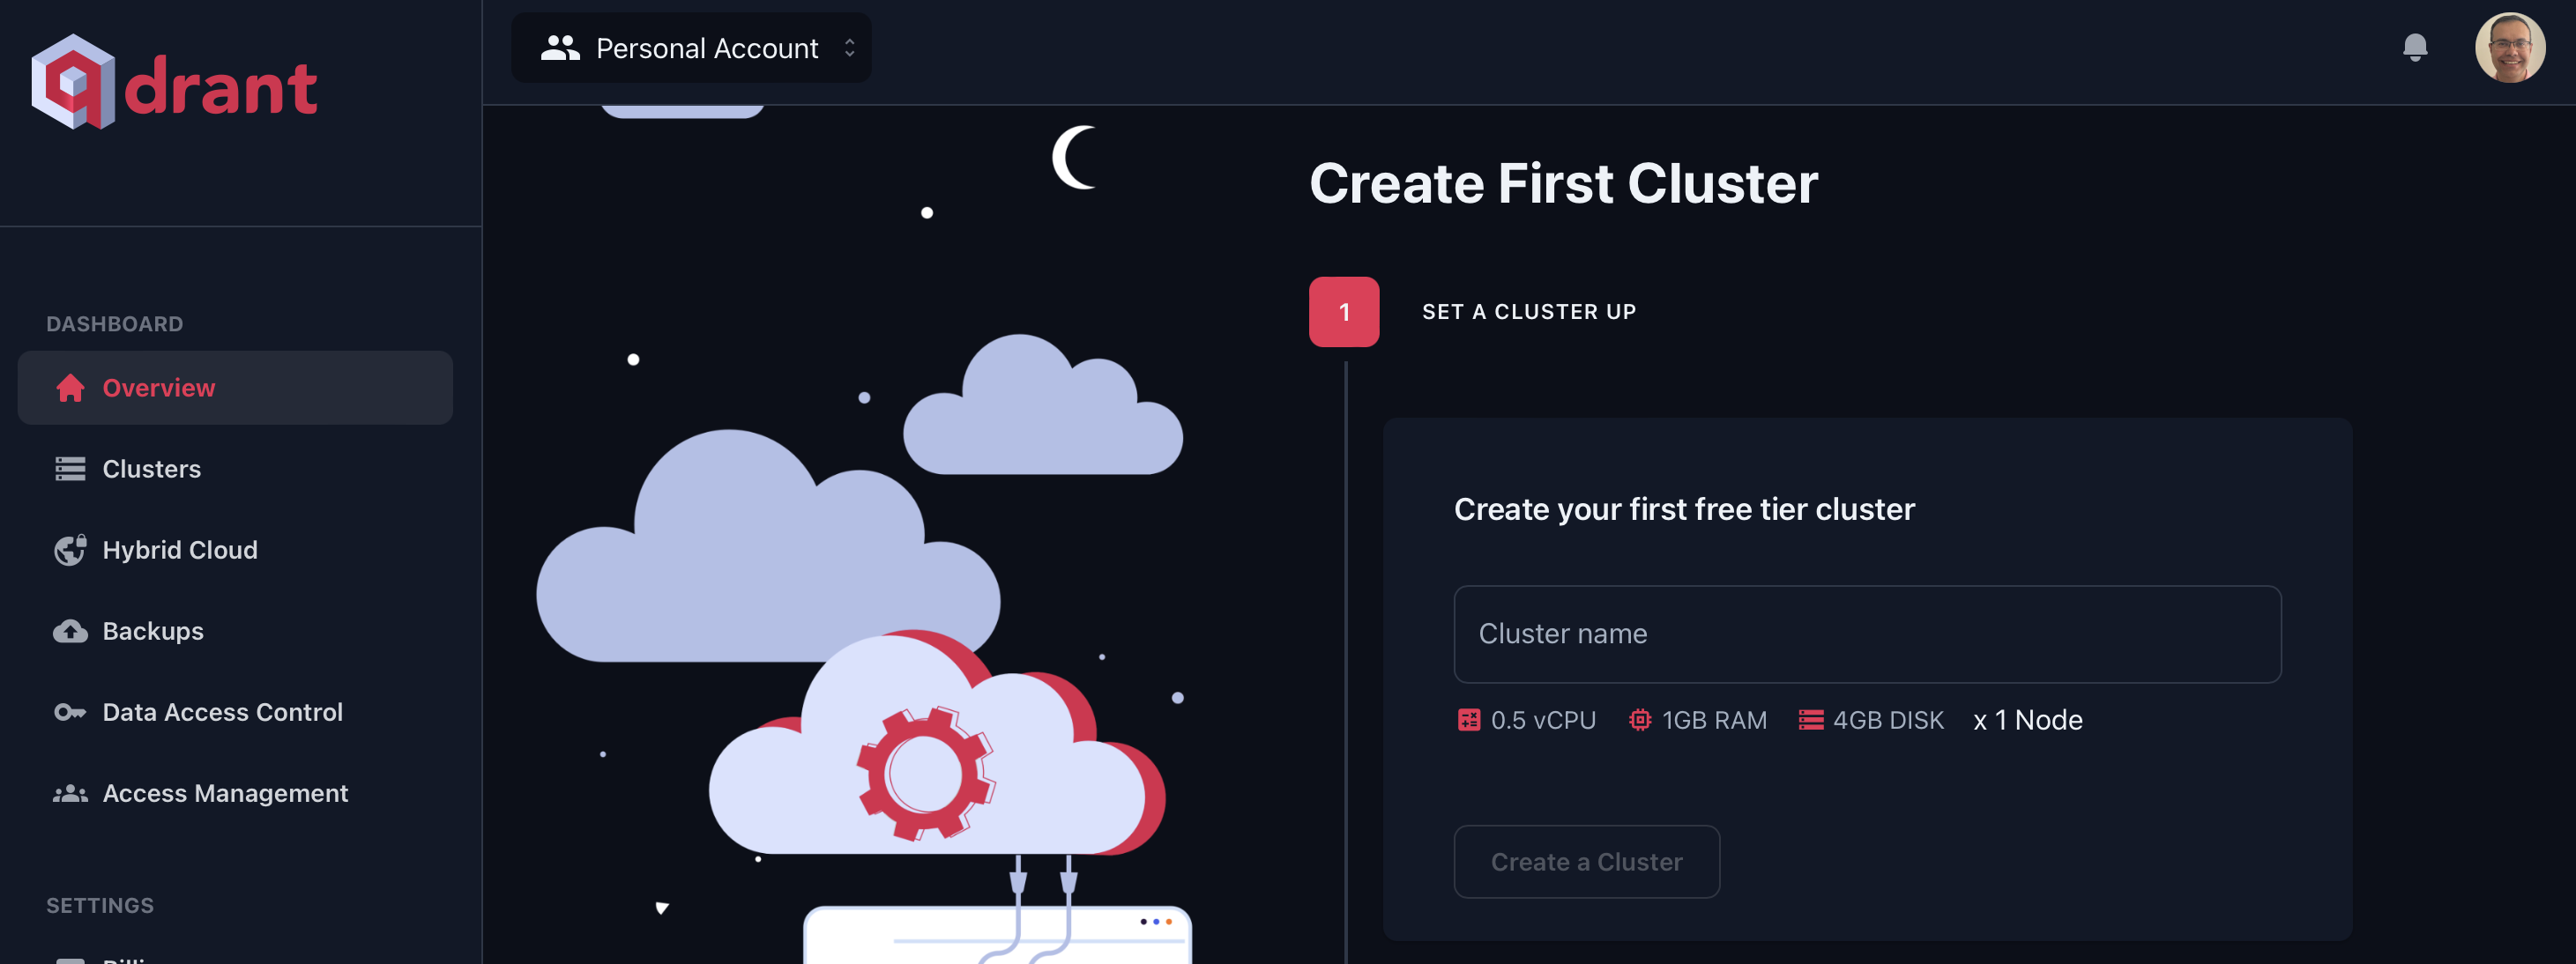 qdrant
Personal Account
DASHBOARD
Overview
Clusters
Hybrid Cloud
Backups
Data Access Control
Access Management
SETTINGS
Create First Cluster
1
SET A CLUSTER UP
Create your first free tier cluster
Cluster name
0.5 vCPU 1GB RAM 4GB DISK x 1 Node
Create a Cluster